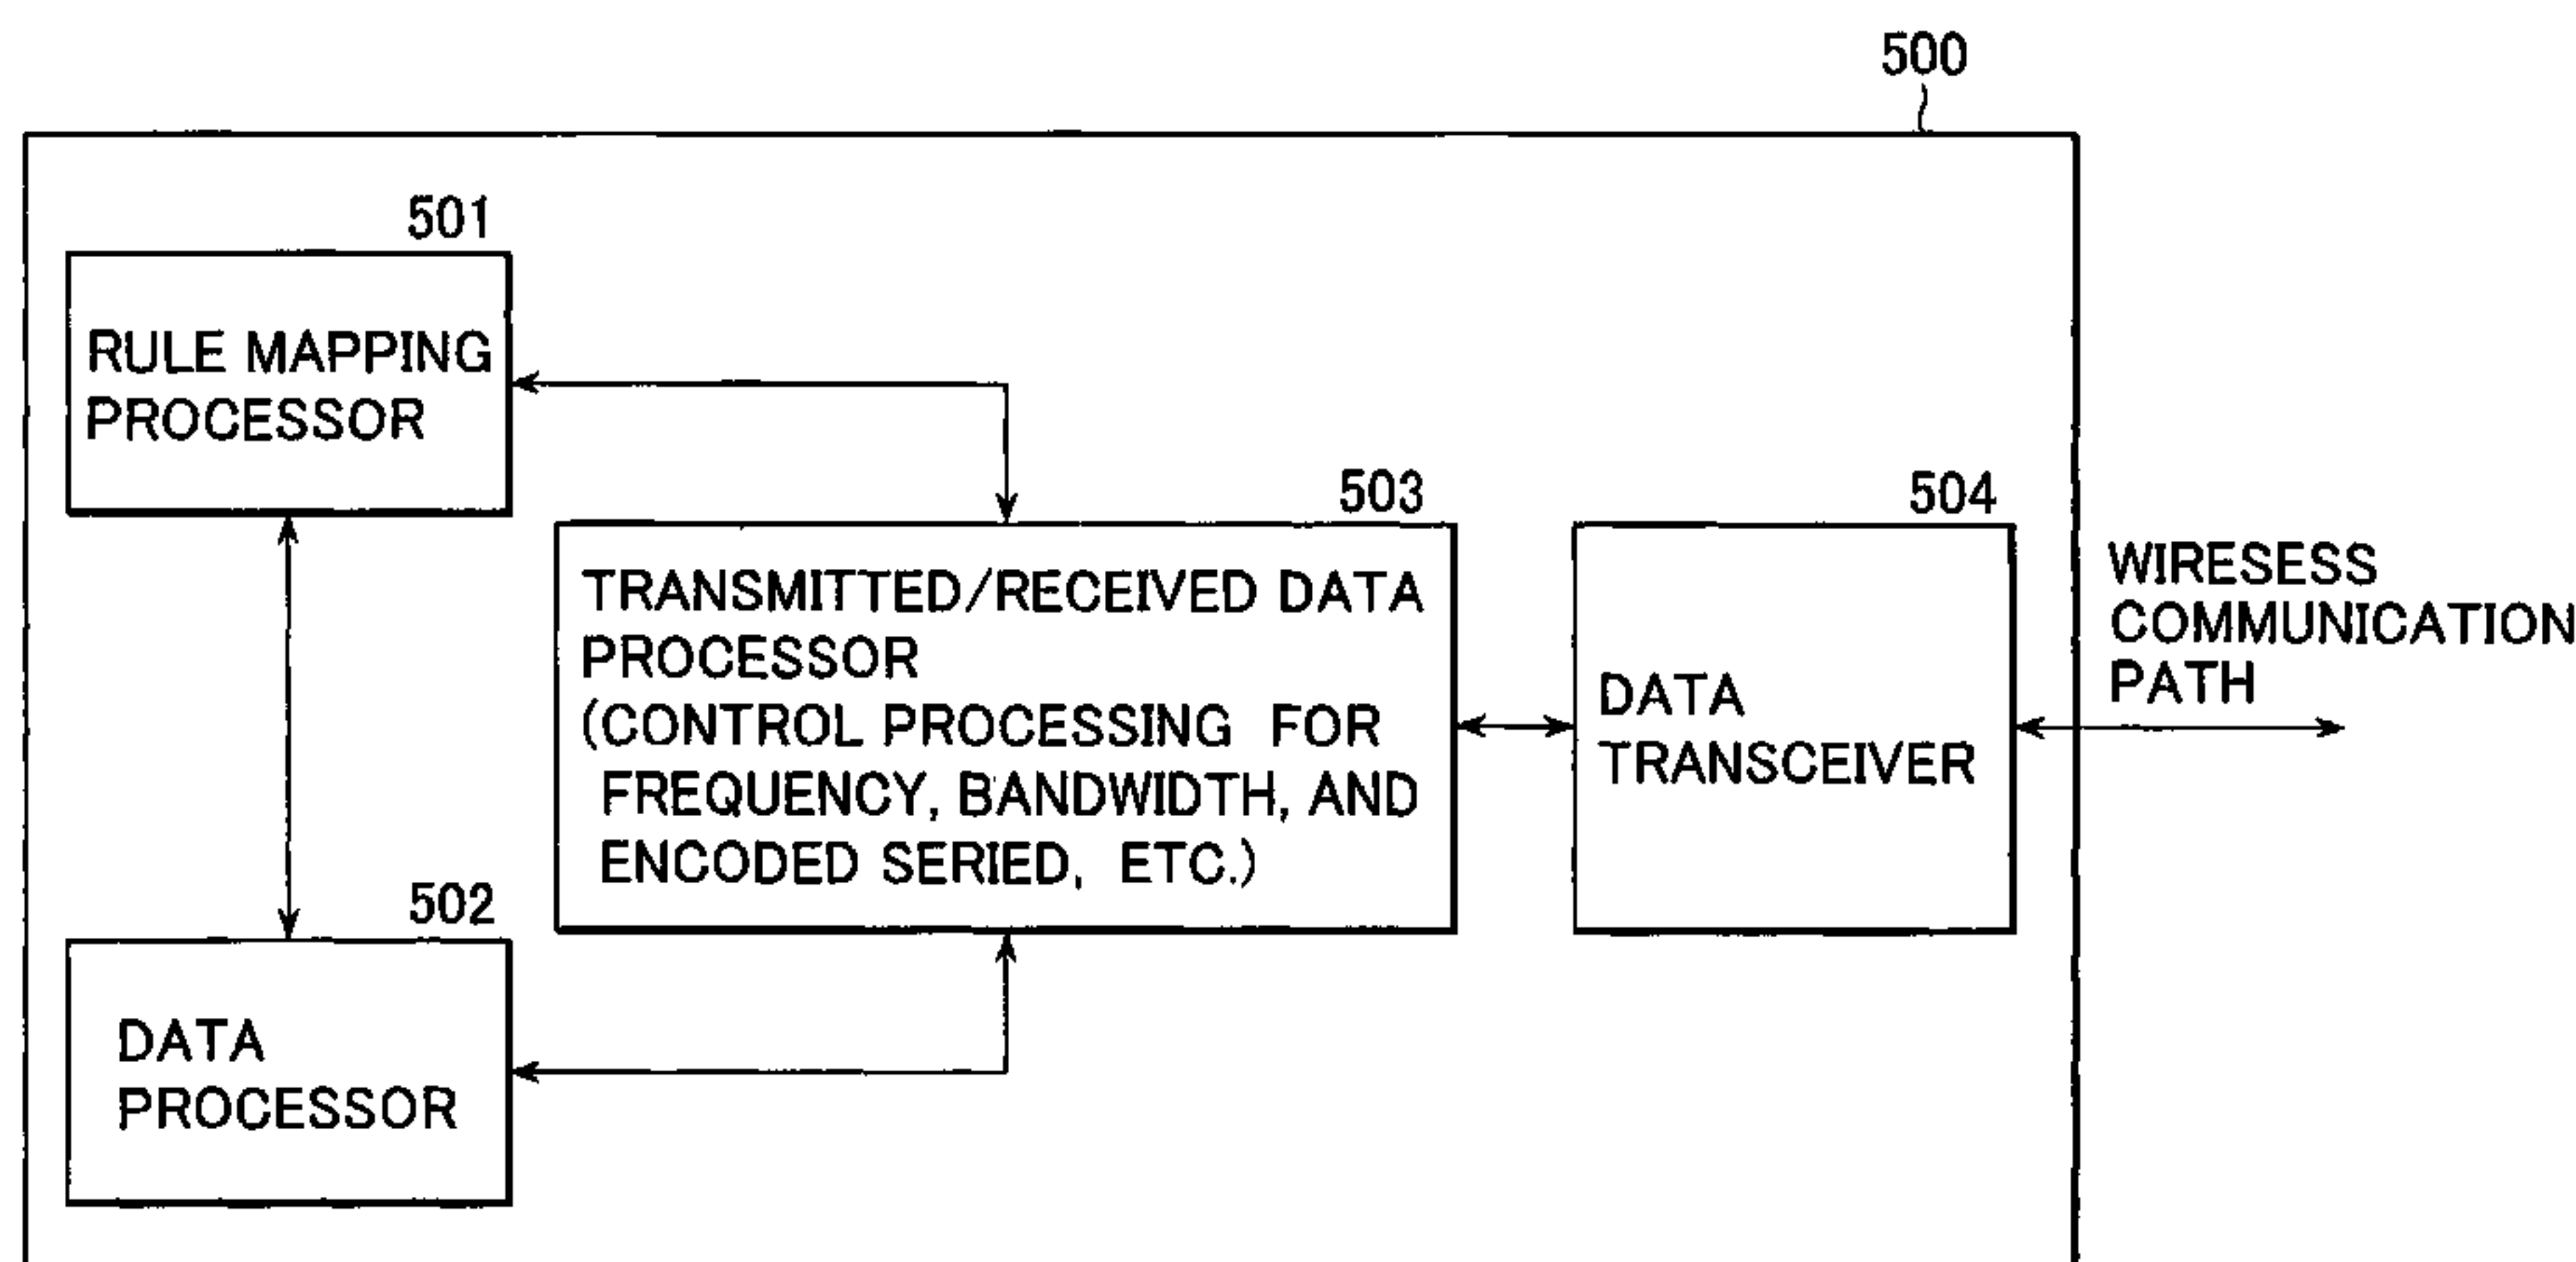 500
501
RULE MAPPING
PROCESSOR
503
TRANSMITTED/RECEIVED DATA
PROCESSOR
(CONTROL PROCESSING FOR
FREQUENCY, BANDWIDTH, AND
ENCODED SERIED, ETC.)
504
DATA
TRANSCEIVER
WIRESESS
COMMUNICATION
PATH
502
DATA
PROCESSOR